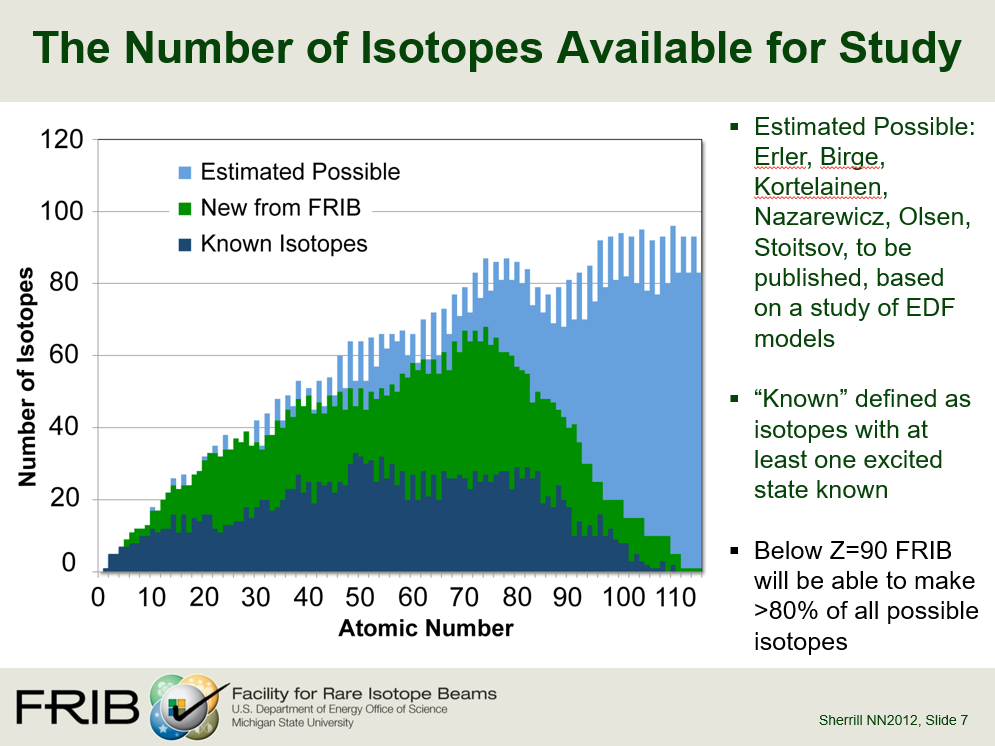 The Number of Isotopes Available for Study
120
100
80
60
40
20
0
Number of Isotopes
Estimated Possible
New from FRIB
Known Isotopes
0 10 20 30 40 50 60 70 80 90 100 110
Atomic Number
▪ Estimated Possible:
Erler, Birge,
Kortelainen,
Nazarewicz, Olsen,
Stoitsov, to be
published, based
on a study of EDF
models
▪ “Known” defined as
isotopes with at
least one excited
state known
▪ Below Z=90 FRIB
will be able to make
>80% of all possible
isotopes
FRIB
Facility for Rare Isotope Beams
U.S. Department of Energy Office of Science
Michigan State University
Sherrill NN2012, Slide 7